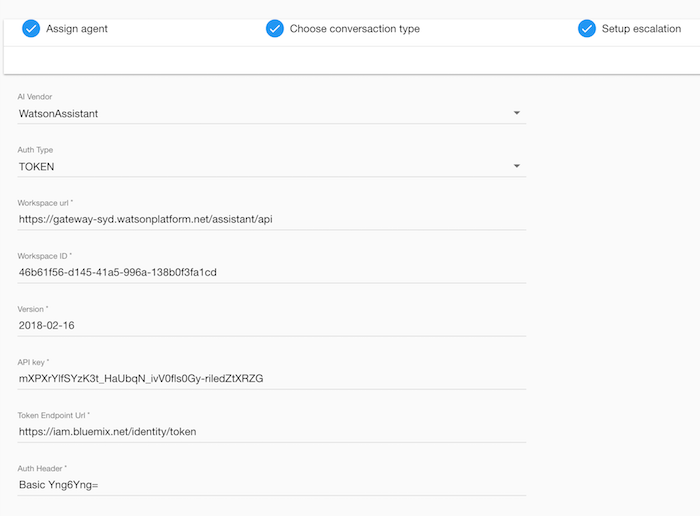 Assign agent
Choose conversaction type
Setup escalation
AI Vendor
WatsonAssistant
Auth Type
TOKEN
Workspace url *
https://gateway-syd.watsonplatform.net/assistant/api
Workspace ID *
46b61f56-d145-41a5-996a-138b0f3fa1cd
Version *
2018-02-16
API key *
mXPXrYlfSYzK3t_HaUbqN_ivV0fls0Gy-riledZtXRZG
Token Endpoint Url *
https://iam.bluemix.net/identity/token
Auth Header *
Basic Yng6Yng=